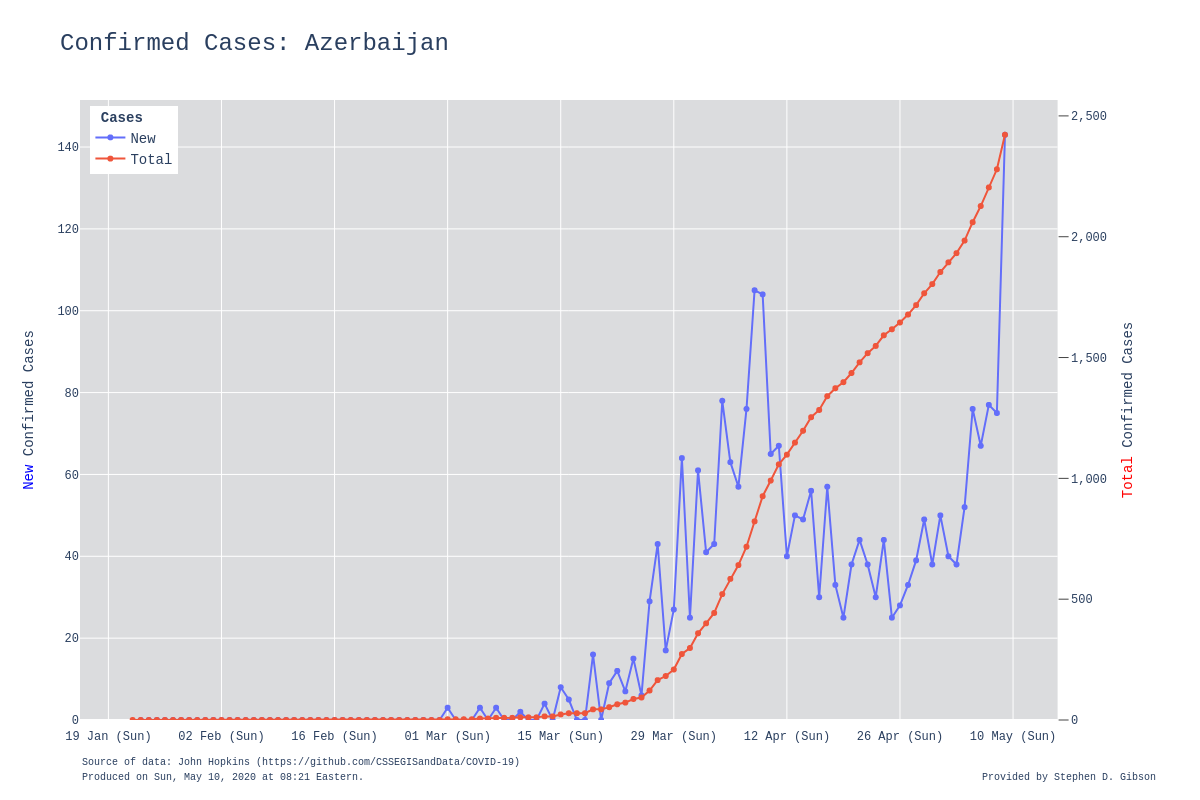 Confirmed Cases: Azerbaijan
Cases
New
Total
140
120
100
80
60
40
20
0
2,500
2,000
1,500
1,000
500
0
New Confirmed Cases
Total Confirmed Cases
19 Jan (Sun) 02 Feb (Sun) 16 Feb (Sun) 01 Mar (Sun) 15 Mar (Sun) 29 Mar (Sun) 12 Apr (Sun) 26 Apr (Sun) 10 May (Sun)
Source of data: John Hopkins (https://github.com/CSSEGISandData/COVID-19)
Produced on Sun, May 10, 2020 at 08:21 Eastern.
Provided by Stephen D. Gibson